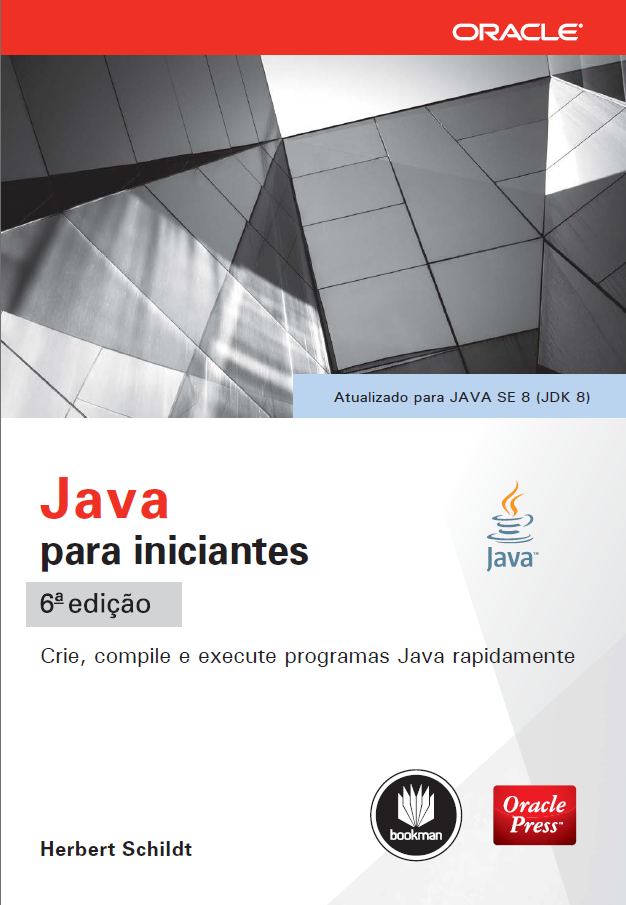 ORACLE®
Atualizado para JAVA SE 8 (JDK 8)
Java
para iniciantes
Java™
6ª edição
Crie, compile e execute programas Java rapidamente
bookman
Oracle
Press™
Herbert Schildt